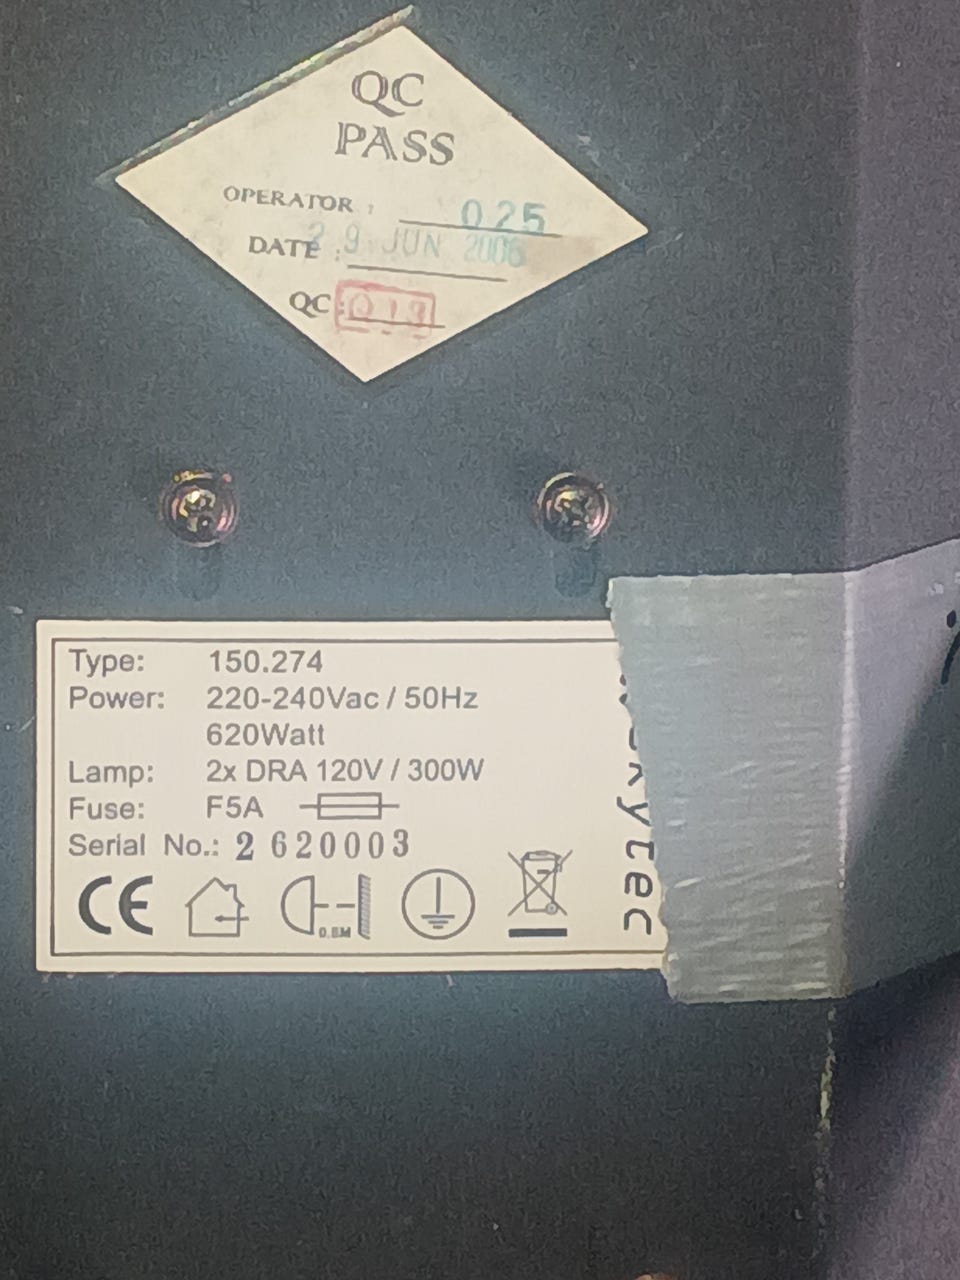 QC
PASS
OPERATOR : 025
DATE : 29 JUN 2006
QC :
Type: 150.274
Power: 220-240Vac / 50Hz
620Watt
Lamp: 2x DRA 120V / 300W
Fuse: F5A
Serial No.: 2 620003
CE
0.5M
kytec